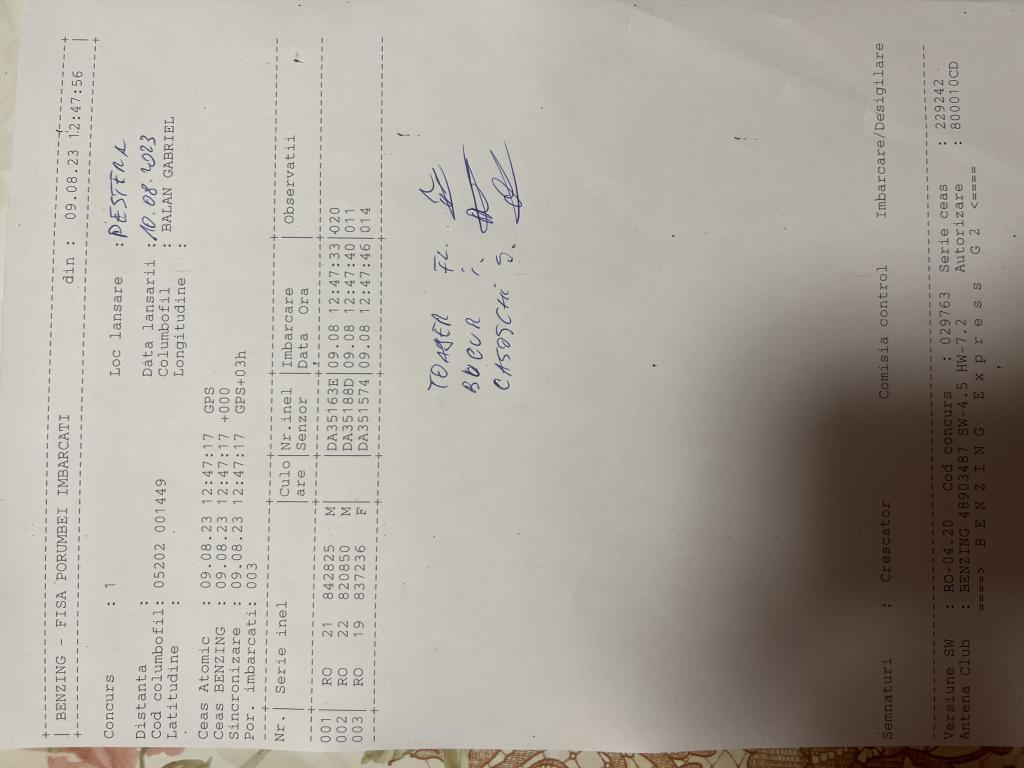 +-----------------------------------------------------------------------+
| BENZING - FISA PORUMBEI IMBARCATI din : 09.08.23 12:47:56 |
+-----------------------------------------------------------------------+
Concurs : 1 Loc lansare : PESTERA
Distanta : Data lansarii : 10.08.2023
Cod columbofil: 05202 001449 Columbofil : BALAN GABRIEL
Latitudine : Longitudine :
Ceas Atomic : 09.08.23 12:47:17 GPS
Ceas BENZING : 09.08.23 12:47:17 +000
Sincronizare : 09.08.23 12:47:17 GPS+03h
Por. imbarcati: 003
Nr.| Serie inel |Culo|Nr.inel |Imbarcare | Observatii
|are |Senzor |Data Ora |
001| RO 21 842825 M | |DA35163E|09.08 12:47:33|020
002| RO 22 820850 M | |DA35188D|09.08 12:47:40|011
003| RO 19 837236 F | |DA351574|09.08 12:47:46|014
TOADER FL.
BUCUR I.
Semnaturi : Crescator Comisia control Imbarcare/Desigilare
Versiune SW : RO-04.20 Cod concurs : 029763 Serie ceas : 229242
Antena Club : BENZING 48903487 SW-4.5 HW-7.2 Autorizare : 800010CD
====> B E N Z I N G E x p r e s s G 2 <====